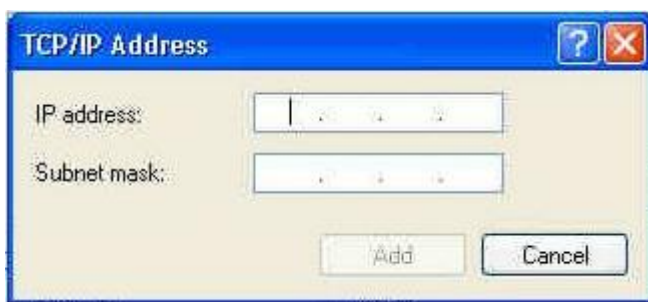 TCP/IP Address
IP address:
. . .
Subnet mask:
. . .
Add
Cancel